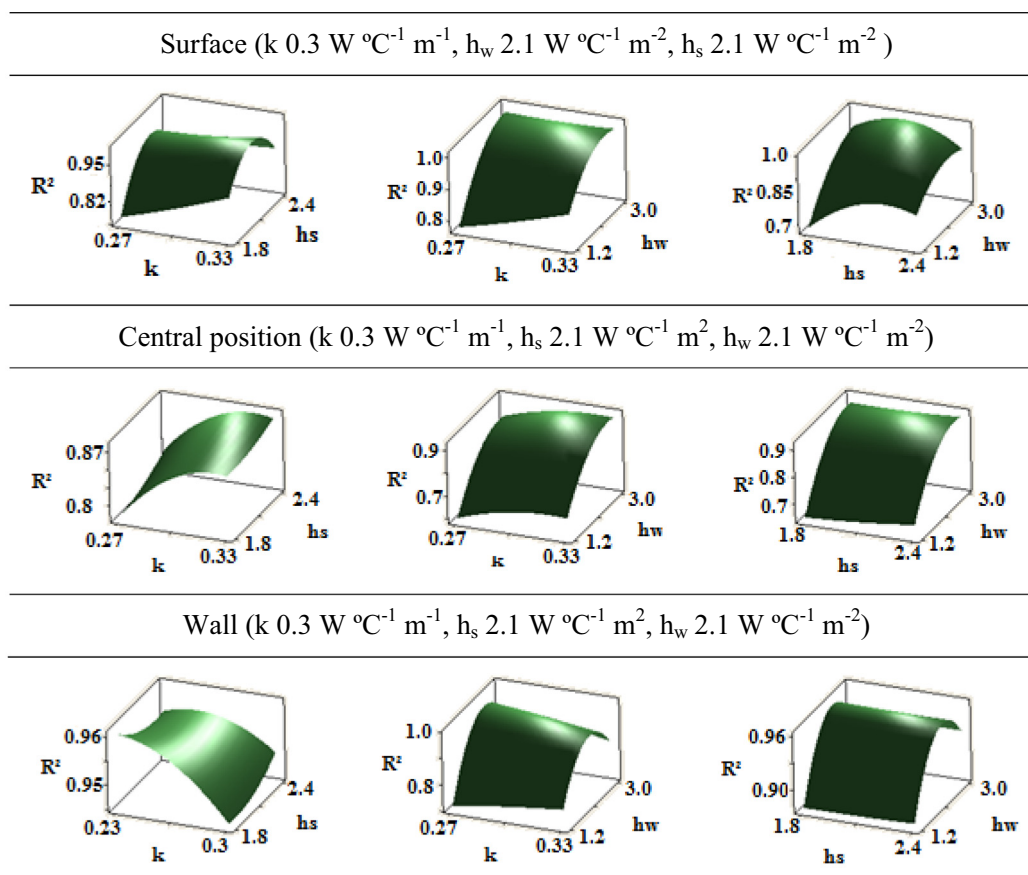 Surface (k 0.3 W ºC-1 m-1, hw 2.1 W ºC-1 m-2, hs 2.1 W ºC-1 m-2 )
0.95
R²
0.82
0.27
k
0.33
1.8
hs
2.4
1.0
R²
0.9
0.8
0.27
k
0.33
1.2
hw
3.0
1.0
R²
0.85
0.7
1.8
hs
2.4
1.2
hw
3.0
Central position (k 0.3 W ºC-1 m-1, hs 2.1 W ºC-1 m2, hw 2.1 W ºC-1 m-2)
0.87
R²
0.8
0.27
k
0.33
1.8
hs
2.4
0.9
R²
0.7
0.27
k
0.33
1.2
hw
3.0
0.9
R²
0.8
0.7
1.8
hs
2.4
1.2
hw
3.0
Wall (k 0.3 W ºC-1 m-1, hs 2.1 W ºC-1 m2, hw 2.1 W ºC-1 m-2)
0.96
R²
0.95
0.23
k
0.3
1.8
hs
2.4
1.0
R²
0.8
0.27
k
0.33
1.2
hw
3.0
0.96
R²
0.90
1.8
hs
2.4
1.2
hw
3.0